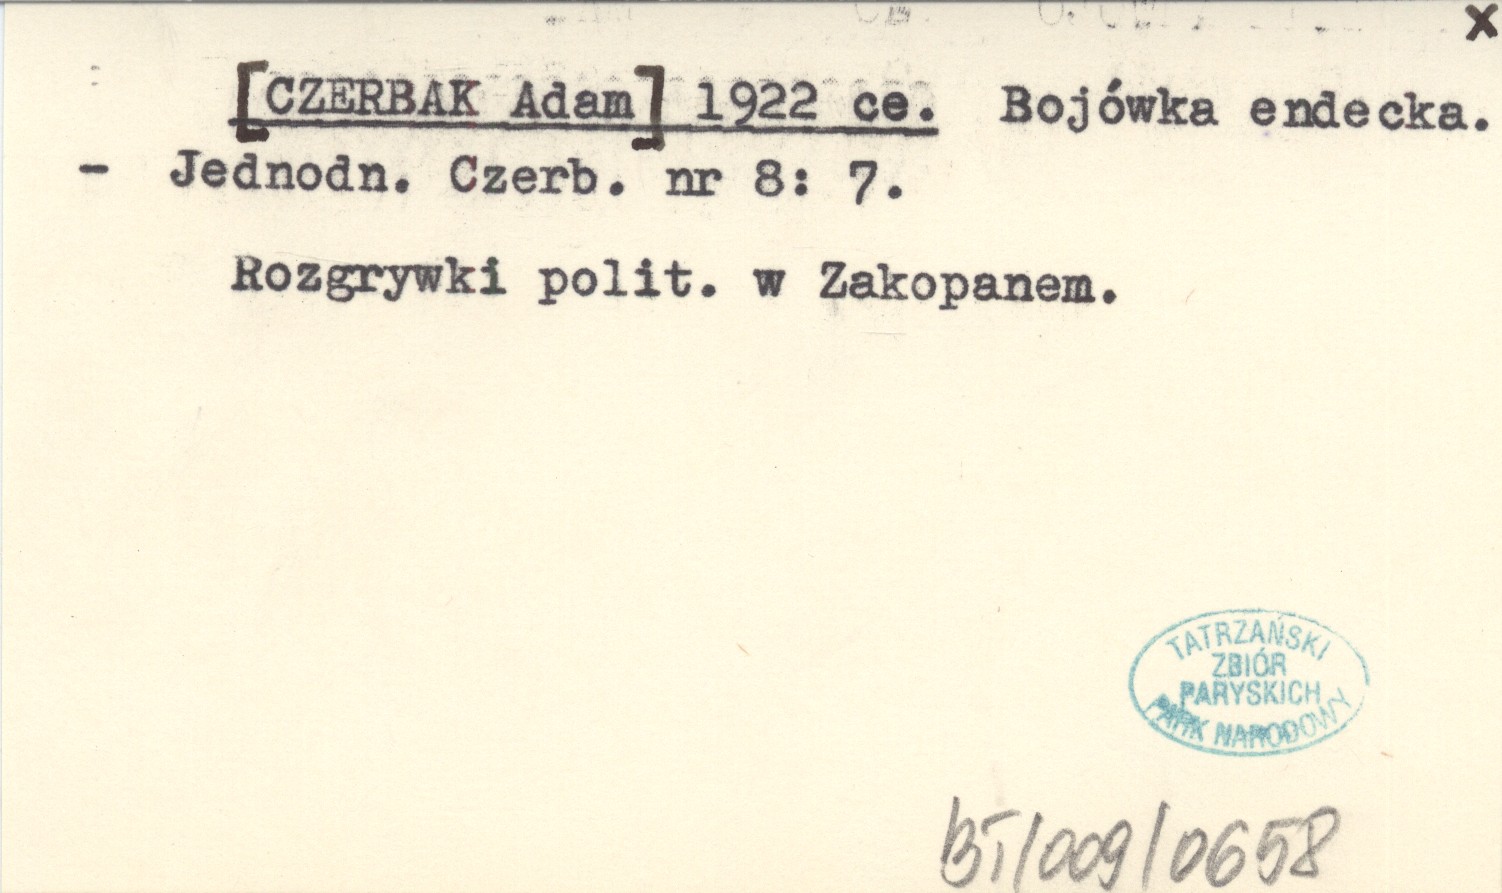 x
[CZERBAK Adam] 1922 ce. Bojówka endecka.
- Jednodn. Czerb. nr 8: 7.
Rozgrywki polit. w Zakopanem.
TATRZAŃSKI
ZBIÓR
PARYSKICH
PARK NARODOWY
BT/009/0658